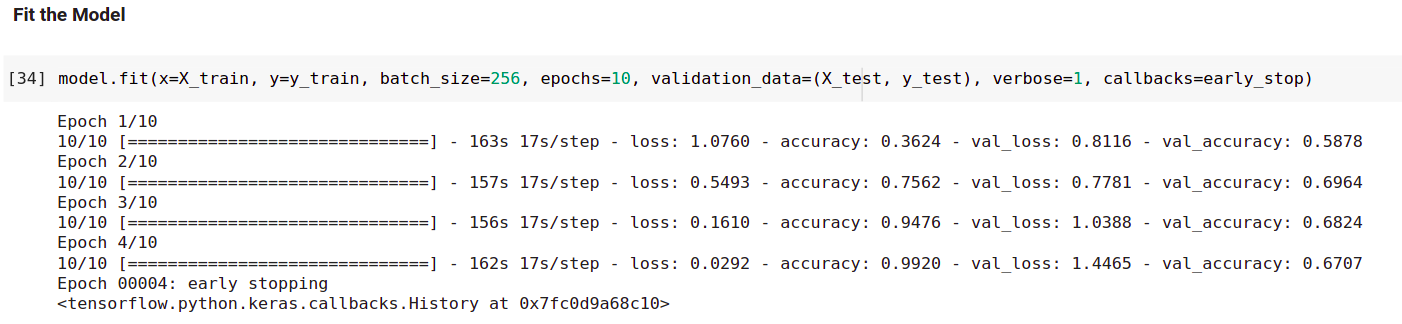 Fit the Model
[34] model.fit(x=X_train, y=y_train, batch_size=256, epochs=10, validation_data=(X_test, y_test), verbose=1, callbacks=early_stop)
Epoch 1/10
10/10 [==============================] - 163s 17s/step - loss: 1.0760 - accuracy: 0.3624 - val_loss: 0.8116 - val_accuracy: 0.5878
Epoch 2/10
10/10 [==============================] - 157s 17s/step - loss: 0.5493 - accuracy: 0.7562 - val_loss: 0.7781 - val_accuracy: 0.6964
Epoch 3/10
10/10 [==============================] - 156s 17s/step - loss: 0.1610 - accuracy: 0.9476 - val_loss: 1.0388 - val_accuracy: 0.6824
Epoch 4/10
10/10 [==============================] - 162s 17s/step - loss: 0.0292 - accuracy: 0.9920 - val_loss: 1.4465 - val_accuracy: 0.6707
Epoch 00004: early stopping
<tensorflow.python.keras.callbacks.History at 0x7fc0d9a68c10>